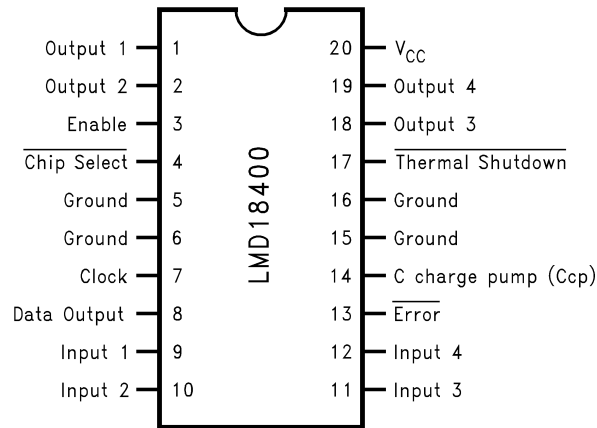 Output 1 1 20 VCC
Output 2 2 19 Output 4
Enable 3 18 Output 3
Chip Select 4 17 Thermal Shutdown
Ground 5 16 Ground
Ground 6 15 Ground
Clock 7 14 C charge pump (Ccp)
Data Output 8 13 Error
Input 1 9 12 Input 4
Input 2 10 11 Input 3
LMD18400